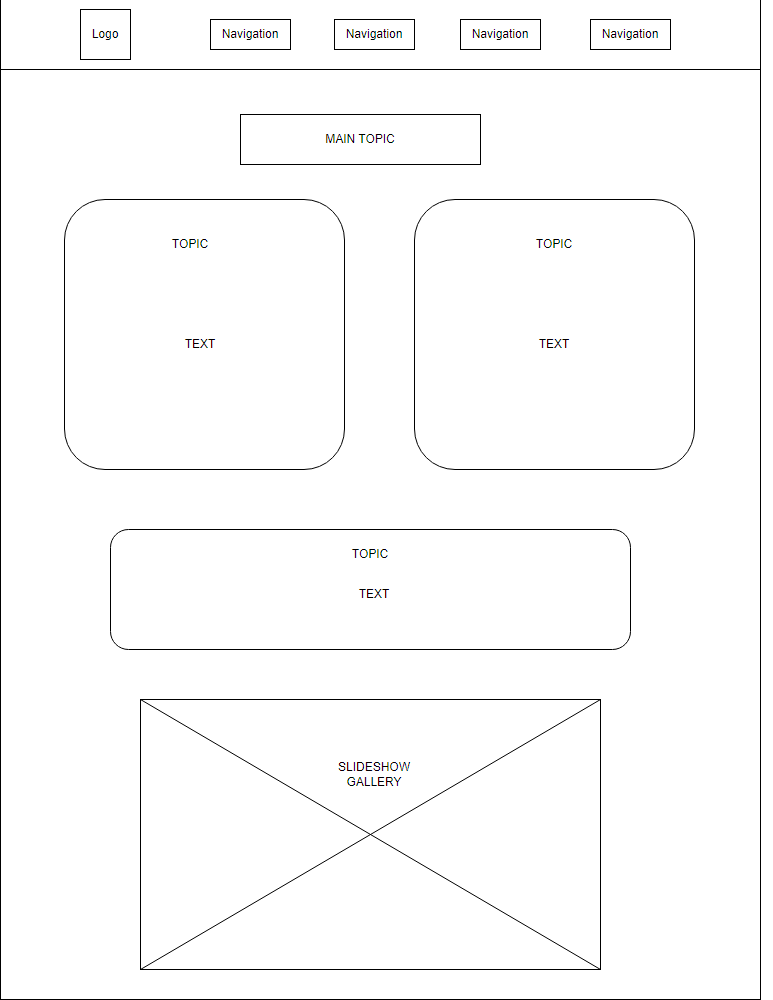 Logo
Navigation
Navigation
Navigation
Navigation
MAIN TOPIC
TOPIC
TEXT
TOPIC
TEXT
TOPIC
TEXT
SLIDESHOW
GALLERY